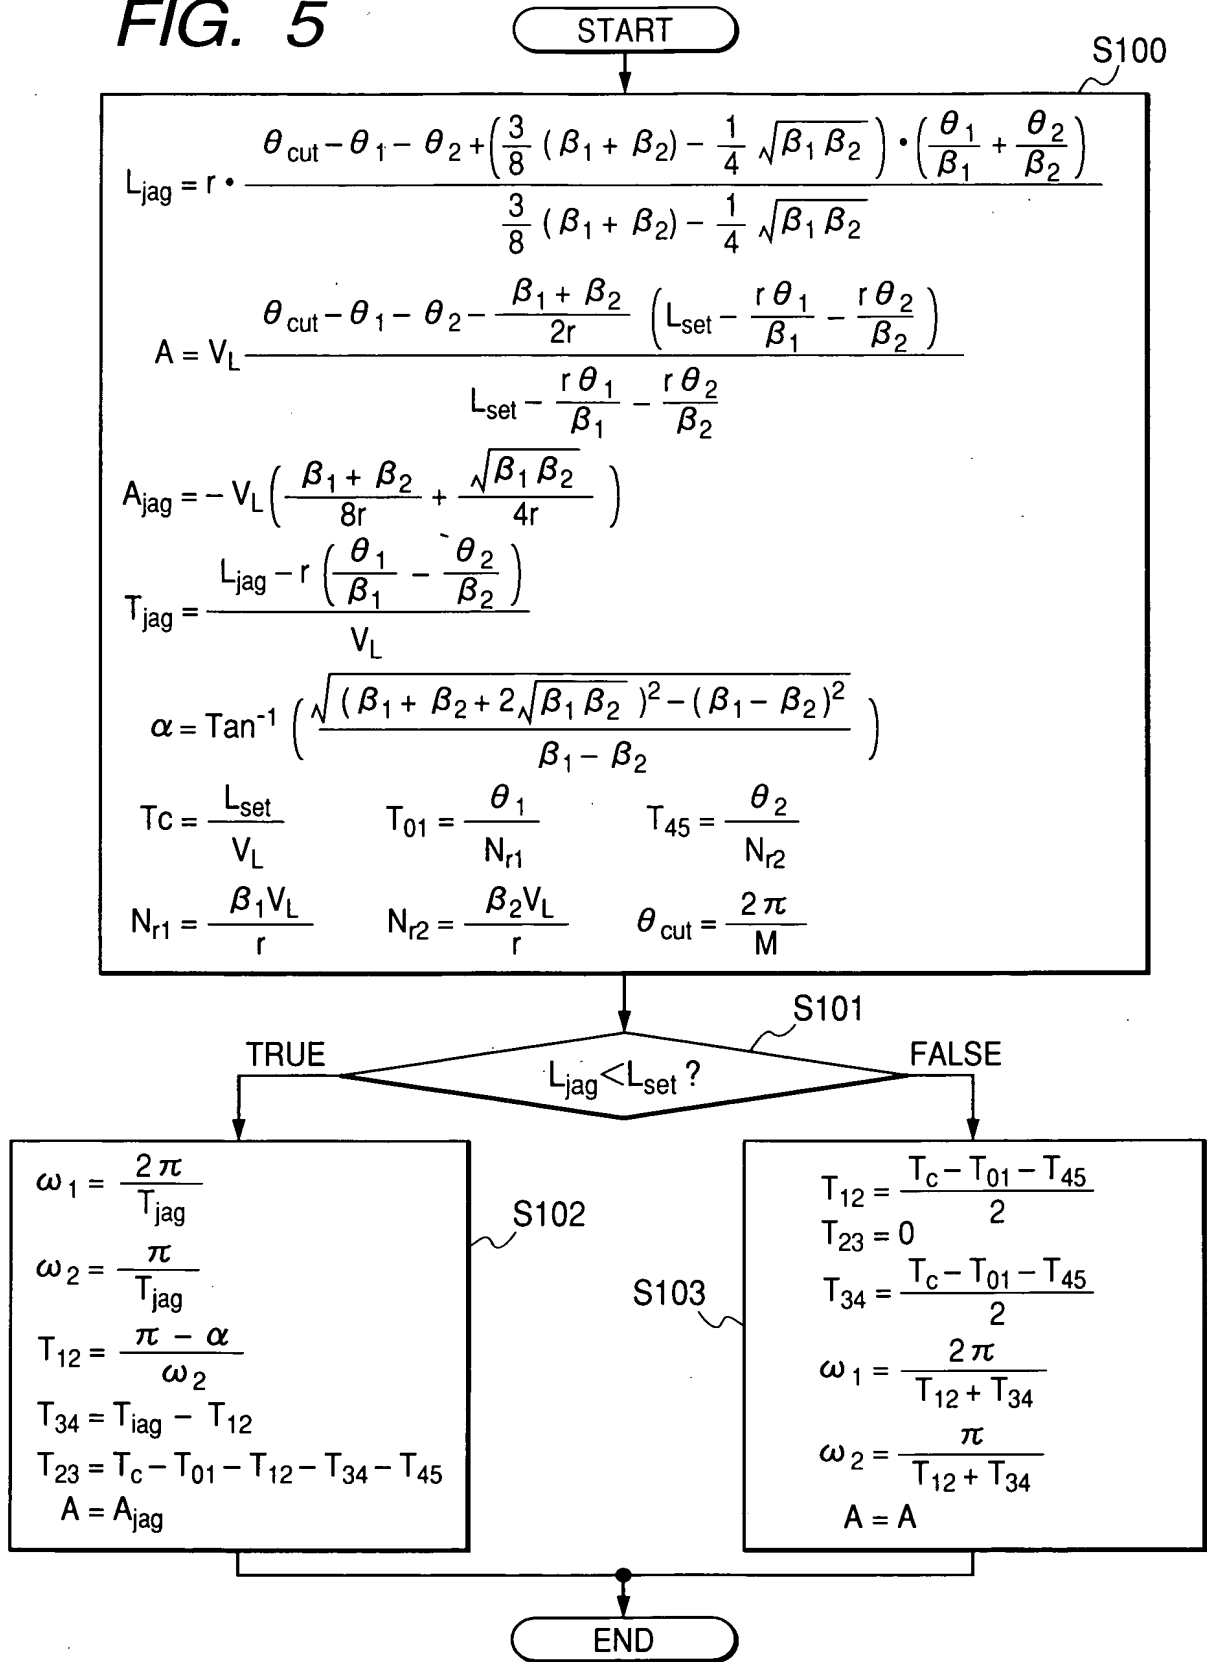 FIG. 5
START
S100
L_jag = r • (θ_cut − θ_1 − θ_2 + (3/8 (β_1 + β_2) − 1/4 √(β_1 β_2)) • (θ_1/β_1 + θ_2/β_2)) / (3/8 (β_1 + β_2) − 1/4 √(β_1 β_2))
A = V_L (θ_cut − θ_1 − θ_2 − (β_1 + β_2)/2r (L_set − rθ_1/β_1 − rθ_2/β_2)) / (L_set − rθ_1/β_1 − rθ_2/β_2)
A_jag = − V_L ((β_1 + β_2)/8r + √(β_1 β_2)/4r)
T_jag = (L_jag − r (θ_1/β_1 − θ_2/β_2)) / V_L
α = Tan⁻¹ (√((β_1 + β_2 + 2√(β_1 β_2))² − (β_1 − β_2)²) / (β_1 − β_2))
Tc = L_set/V_L T_01 = θ_1/N_r1 T_45 = θ_2/N_r2
N_r1 = β_1V_L/r N_r2 = β_2V_L/r θ_cut = 2π/M
S101
TRUE
L_jag < L_set ?
FALSE
ω_1 = 2π/T_jag
ω_2 = π/T_jag
T_12 = (π − α)/ω_2
T_34 = T_iag − T_12
T_23 = T_c − T_01 − T_12 − T_34 − T_45
A = A_jag
S102
S103
T_12 = (T_c − T_01 − T_45)/2
T_23 = 0
T_34 = (T_c − T_01 − T_45)/2
ω_1 = 2π/(T_12 + T_34)
ω_2 = π/(T_12 + T_34)
A = A
END